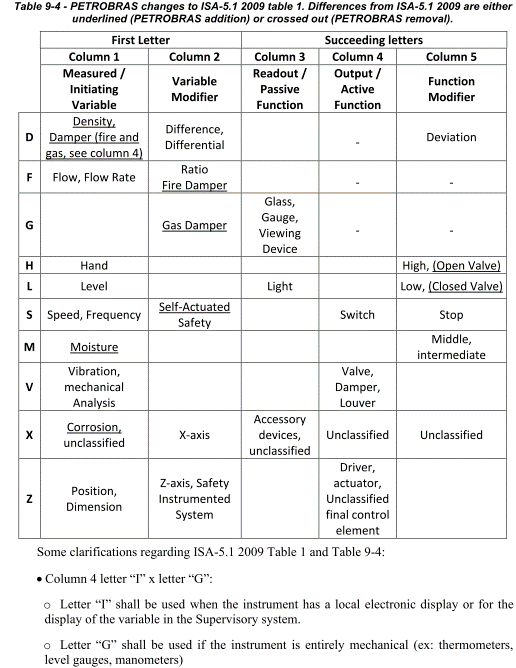 Table 9-4 - PETROBRAS changes to ISA-5.1 2009 table 1. Differences from ISA-5.1 2009 are either
underlined (PETROBRAS addition) or crossed out (PETROBRAS removal).
First Letter Succeeding letters
Column 1 Column 2 Column 3 Column 4 Column 5
Measured /
Initiating
Variable
Variable
Modifier
Readout /
Passive
Function
Output /
Active
Function
Function
Modifier
D
Density,
Damper (fire and
gas, see column 4)
Difference,
Differential
-
Deviation
F
Flow, Flow Rate
Ratio
Fire Damper
-
-
G
Gas Damper
Glass,
Gauge,
Viewing
Device
-
-
H
Hand
High, (Open Valve)
L
Level
Light
Low, (Closed Valve)
S
Speed, Frequency
Self-Actuated
Safety
Switch
Stop
M
Moisture
Middle,
intermediate
V
Vibration,
mechanical
Analysis
Valve,
Damper,
Louver
X
Corrosion,
unclassified
X-axis
Accessory
devices,
unclassified
Unclassified
Unclassified
Z
Position,
Dimension
Z-axis, Safety
Instrumented
System
Driver,
actuator,
Unclassified
final control
element
Some clarifications regarding ISA-5.1 2009 Table 1 and Table 9-4:
• Column 4 letter “I” x letter “G”:
o Letter “I” shall be used when the instrument has a local electronic display or for the
display of the variable in the Supervisory system.
o Letter “G” shall be used if the instrument is entirely mechanical (ex: thermometers,
level gauges, manometers)